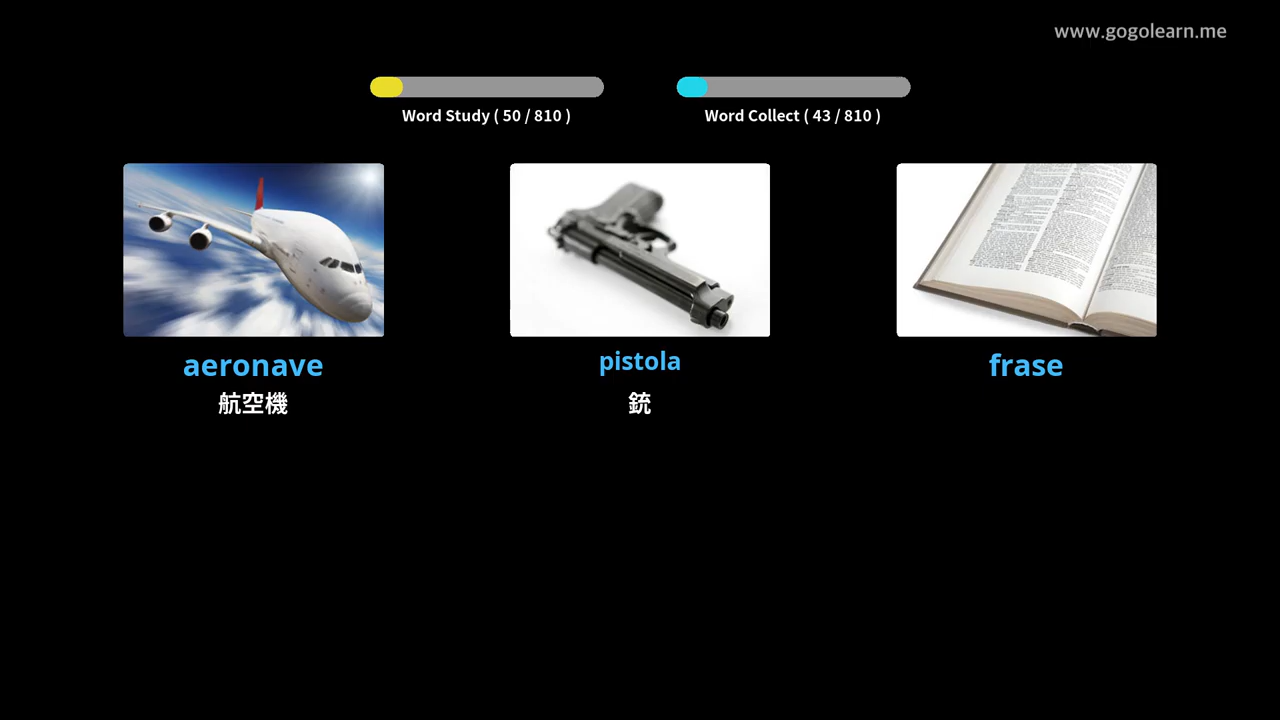 www.gogolearn.me
Word Study ( 50 / 810 )
Word Collect ( 43 / 810 )
aeronave
pistola
frase
航空機
銃